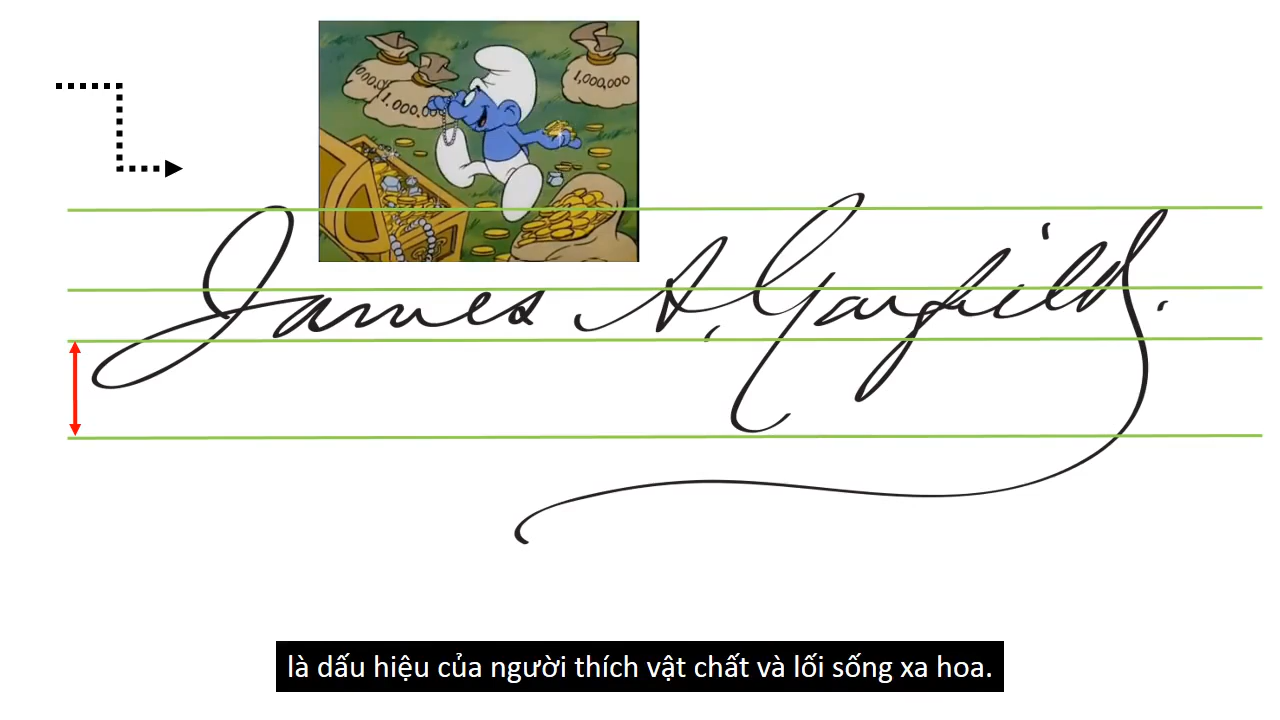 1,000,000
1.000.0
James A. Garfield.
là dấu hiệu của người thích vật chất và lối sống xa hoa.